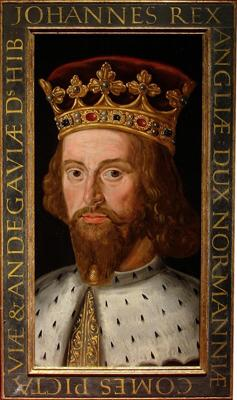 JOHANNES REX
ANGLIÆ: DUX NORMANNIÆ
COMES PICTA
VIÆ & ANDEGAVIÆ Dˢ HIB